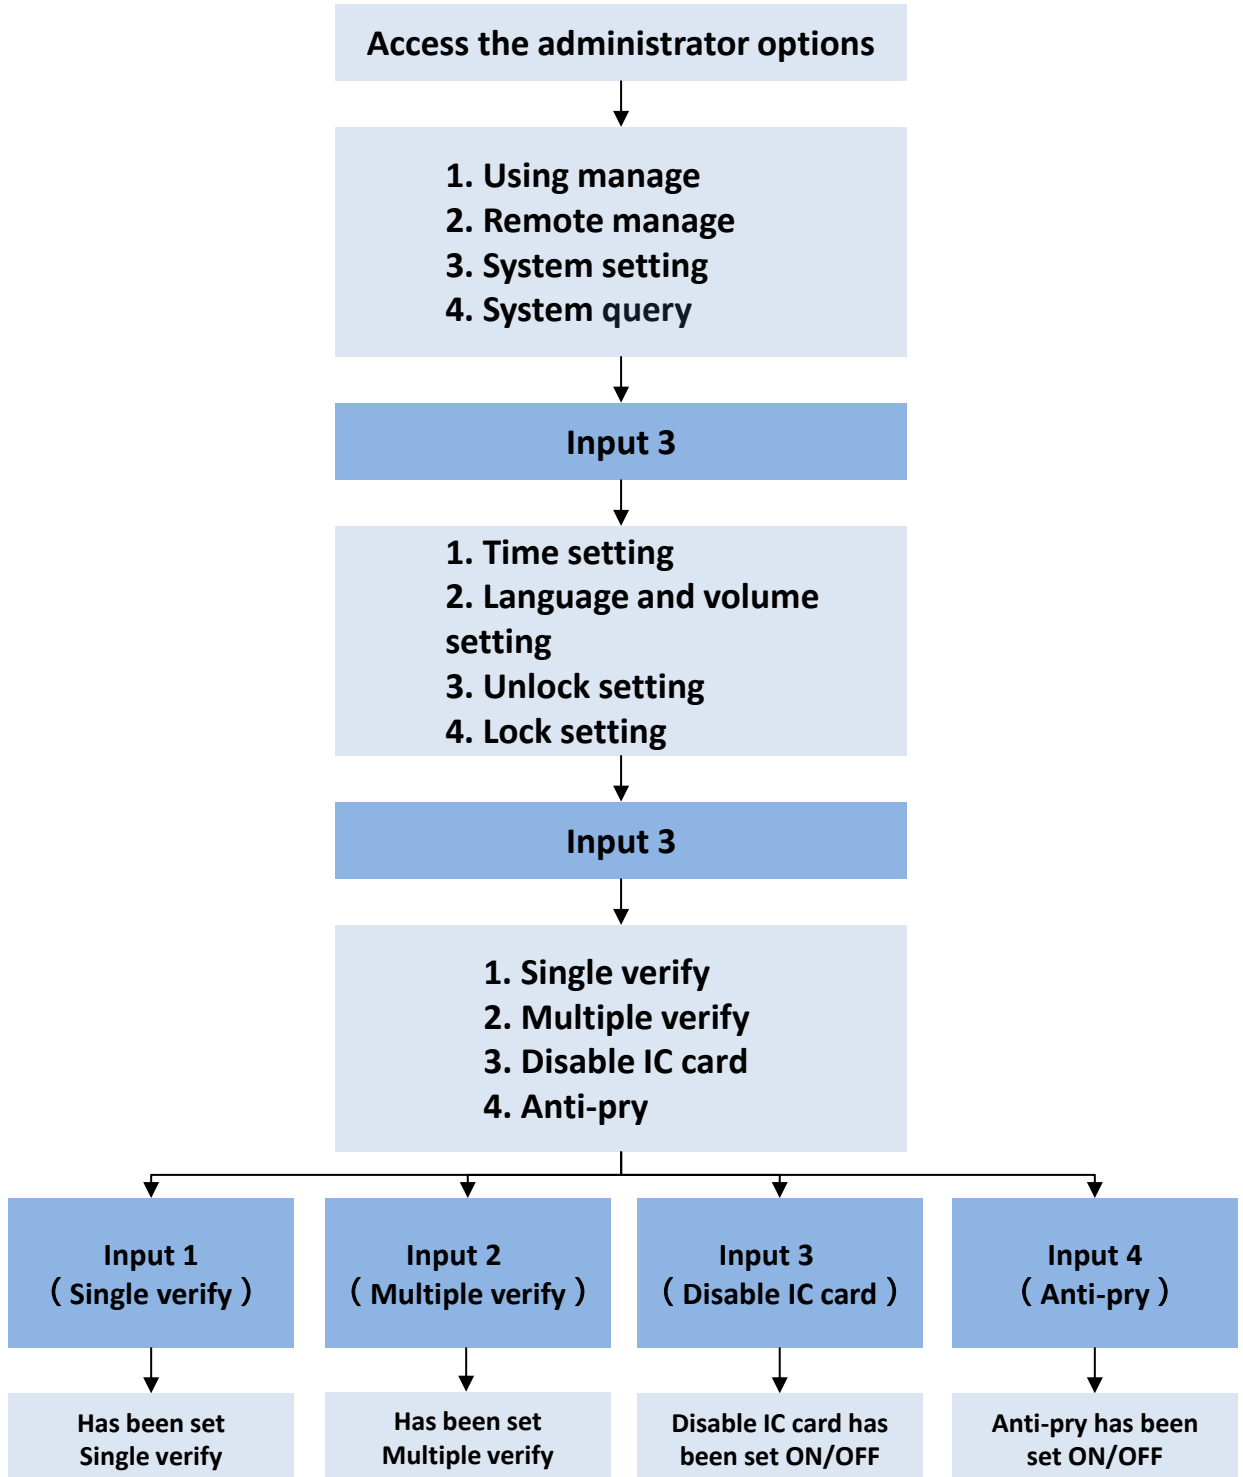 Access the administrator options
1. Using manage
2. Remote manage
3. System setting
4. System query
Input 3
1. Time setting
2. Language and volume
setting
3. Unlock setting
4. Lock setting
Input 3
1. Single verify
2. Multiple verify
3. Disable IC card
4. Anti-pry
Input 1
（Single verify）
Input 2
（Multiple verify）
Input 3
（Disable IC card）
Input 4
（Anti-pry）
Has been set
Single verify
Has been set
Multiple verify
Disable IC card has
been set ON/OFF
Anti-pry has been
set ON/OFF